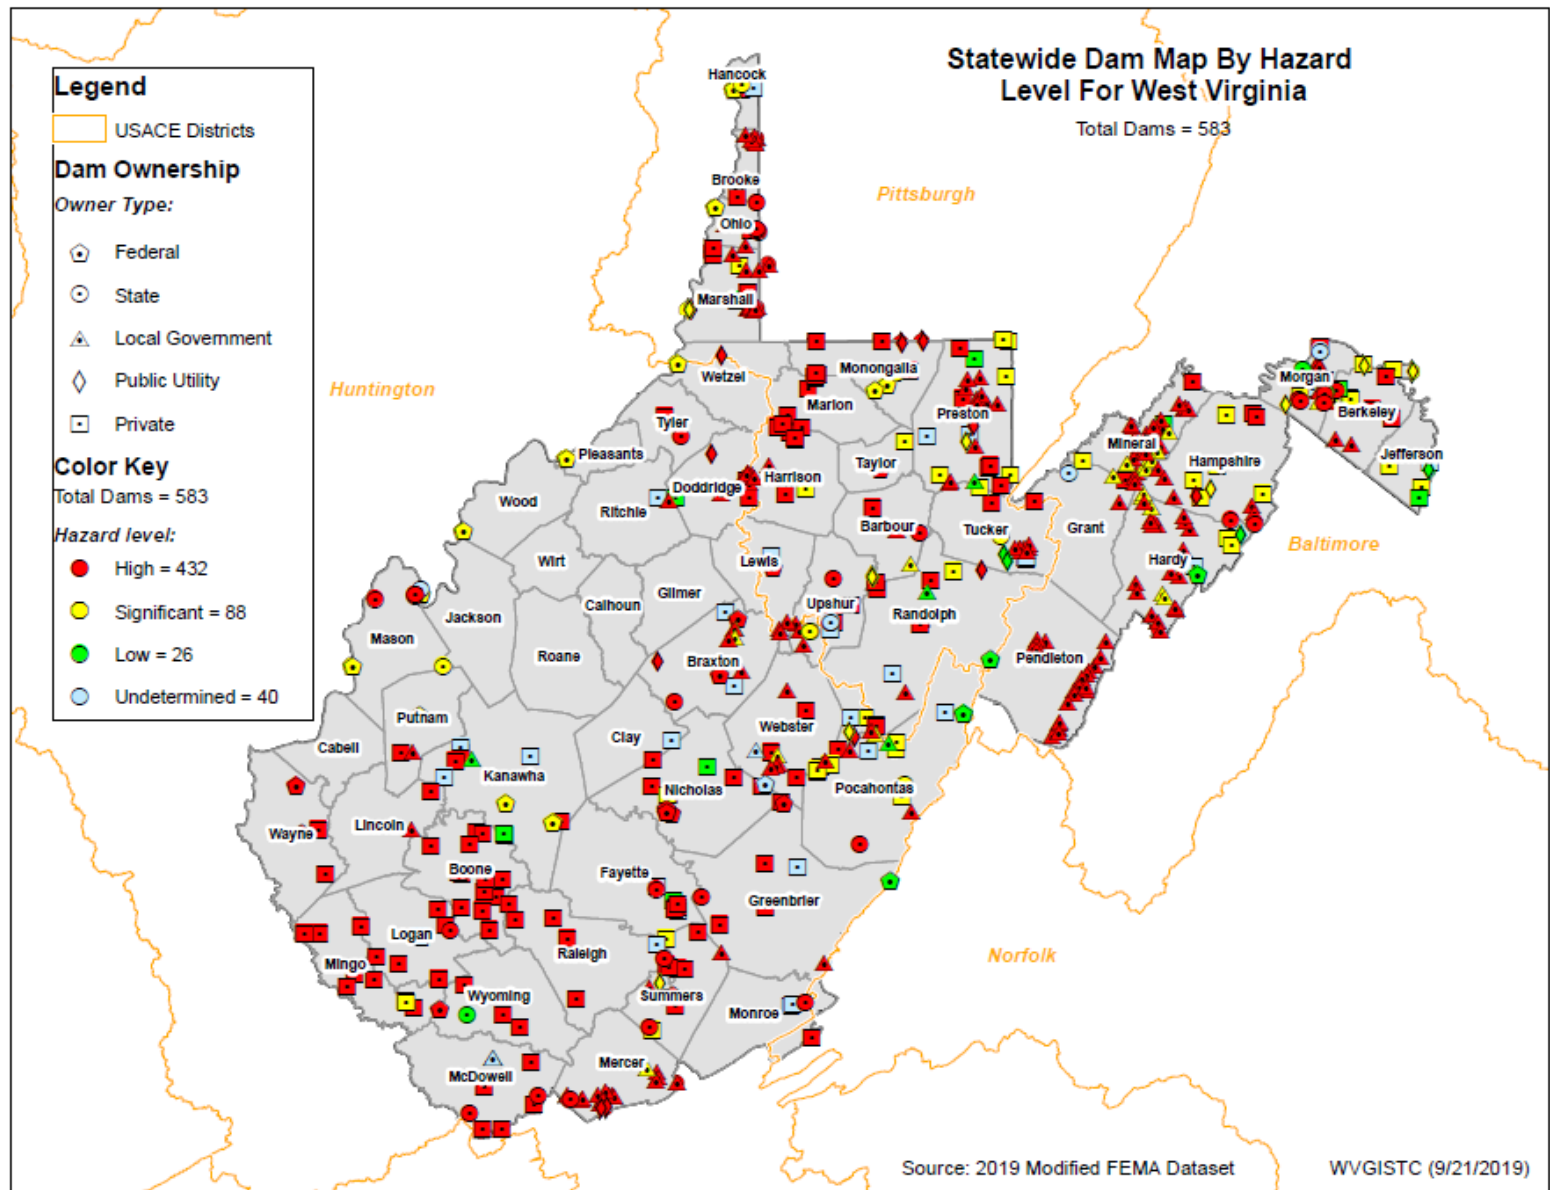 Statewide Dam Map By Hazard
Level For West Virginia
Total Dams = 583
Legend
USACE Districts
Dam Ownership
Owner Type:
Federal
State
Local Government
Public Utility
Private
Color Key
Total Dams = 583
Hazard level:
High = 432
Significant = 88
Low = 26
Undetermined = 40
Hancock
Brooke
Pittsburgh
Ohio
Marshall
Huntington
Wetzel
Monongalia
Marion
Preston
Morgan
Berkeley
Jefferson
Tyler
Mineral
Hampshire
Pleasants
Taylor
Harrison
Doddridge
Wood
Ritchie
Barbour
Tucker
Grant
Baltimore
Wirt
Lewis
Hardy
Gilmer
Calhoun
Upshur
Randolph
Jackson
Mason
Roane
Braxton
Pendleton
Putnam
Cabell
Clay
Webster
Kanawha
Nicholas
Pocahontas
Wayne
Lincoln
Boone
Fayette
Greenbrier
Logan
Raleigh
Norfolk
Mingo
Wyoming
Summers
Monroe
Mercer
McDowell
Source: 2019 Modified FEMA Dataset
WVGISTC (9/21/2019)